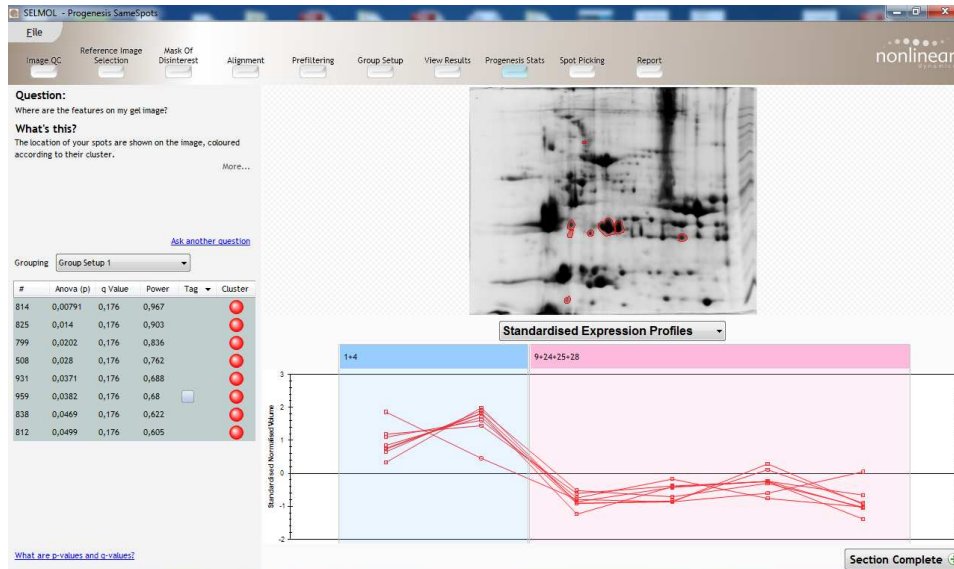 SELMOL - Progenesis SameSpots
File
Image QC
Reference Image Selection
Mask Of Disinterest
Alignment
Prefiltering
Group Setup
View Results
Progenesis Stats
Spot Picking
Report
nonlinear
dynamics
Question:
Where are the features on my gel image?
What's this?
The location of your spots are shown on the image, coloured
according to their cluster.
More...
Ask another question
Grouping Group Setup 1
# Anova (p) q Value Power Tag Cluster
814 0,00791 0,176 0,967
825 0,014 0,176 0,903
799 0,0202 0,176 0,836
508 0,028 0,176 0,762
931 0,0371 0,176 0,688
959 0,0382 0,176 0,68
838 0,0469 0,176 0,622
812 0,0499 0,176 0,605
What are p-values and q-values?
Standardised Expression Profiles
1+4 9+24+25+28
Standardised Normalised Volume
3
2
1
0
-1
-2
Section Complete